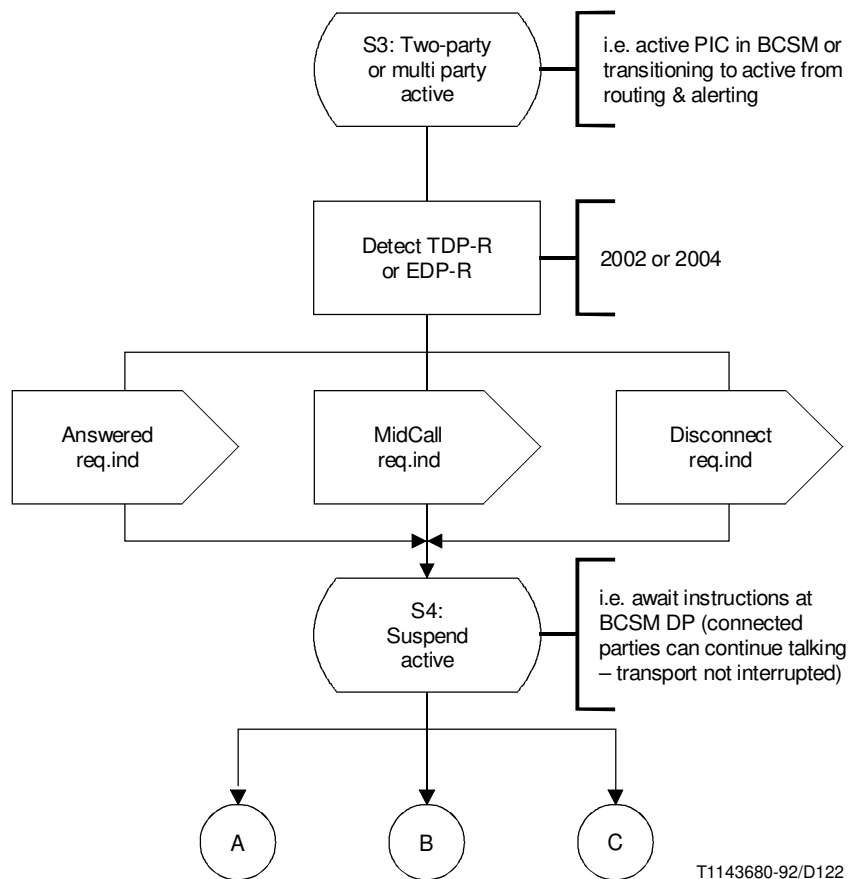 S3: Two-party
or multi party
active
i.e. active PIC in BCSM or
transitioning to active from
routing & alerting
Detect TDP-R
or EDP-R
2002 or 2004
Answered
req.ind
MidCall
req.ind
Disconnect
req.ind
S4:
Suspend
active
i.e. await instructions at
BCSM DP (connected
parties can continue talking
– transport not interrupted)
A
B
C
T1143680-92/D122